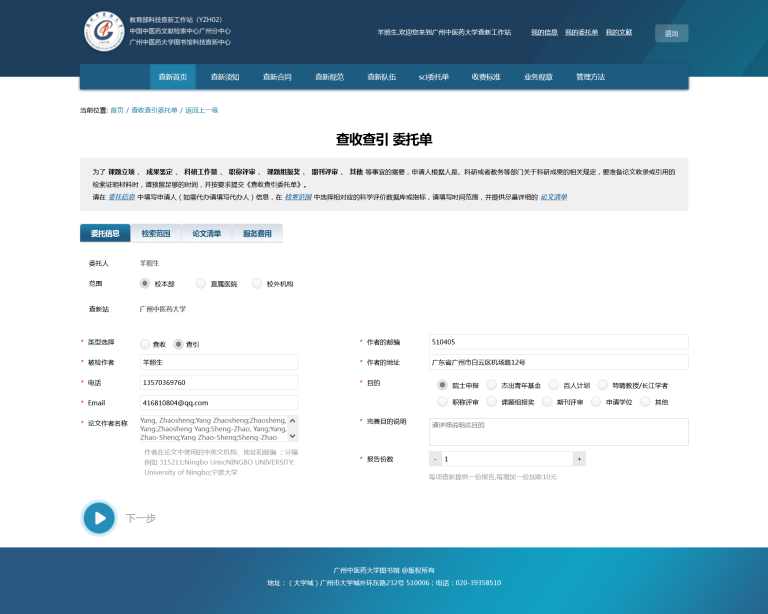 教育部科技查新工作站（YZH02）
中国中医药文献检索中心广州分中心
广州中医药大学图书馆科技查新中心
羊照生,欢迎您来到广州中医药大学查新工作站
我的信息 我的委托单 我的文献
退出
查新首页 查新须知 查新合同 查新规范 查新队伍 sci委托单 收费标准 业务规章 管理方法
当前位置: 首页 / 查收查引委托单 / 返回上一级
查收查引 委托单
为了 课题立项 、 成果鉴定 、 科研工作量 、 职称评审 、 课题组报奖 、 期刊评审 、 其他 等事宜的需要，申请人根据人是、科研或者教务等部门关于科研成果的相关规定，要准备论文收录或引用的
检索证明材料时，请预留足够的时间，并按要求提交《查收查引委托单》。
请在 委托信息 中填写申请人（如需代办请填写代办人）信息，在 检索范围 中选择相对应的科学评价数据库或指标，请填写时间范围，并提供尽量详细的 论文清单
委托信息 检索范围 论文清单 服务费用
委托人 羊照生
范围 校本部 直属医院 校外机构
查新站 广州中医药大学
* 类型选择 查收 查引
* 被检作者 羊照生
* 电话 13570369760
* Email 416810804@qq.com
* 论文作者名称 Yang, Zhaosheng;Yang Zhaosheng;Zhaosheng,
Yang;Zhaosheng Yang;Sheng-Zhao, Yang;Yang,
Zhao-Sheng;Yang Zhao-Sheng;Sheng-Zhao
作者在论文中使用的中英文机构、地址和邮编 ；分隔
例如 315211;Ningbo Univ;NINGBO UNIVERSITY;
University of Ningbo;宁波大学
* 作者的邮编 510405
* 作者的地址 广东省广州市白云区机场路12号
* 目的 院士申报 杰出青年基金 百人计划 特聘教授/长江学者
职称评审 课题组报奖 期刊评审 申请学位 其他
* 完善目的说明 请详细说明此目的
* 报告份数 - 1 +
每项查新提供一份报告,每增加一份加收10元
下一步
广州中医药大学图书馆 @版权所有
地址：（大学城）广州市大学城外环东路232号 510006；电话：020-39358510